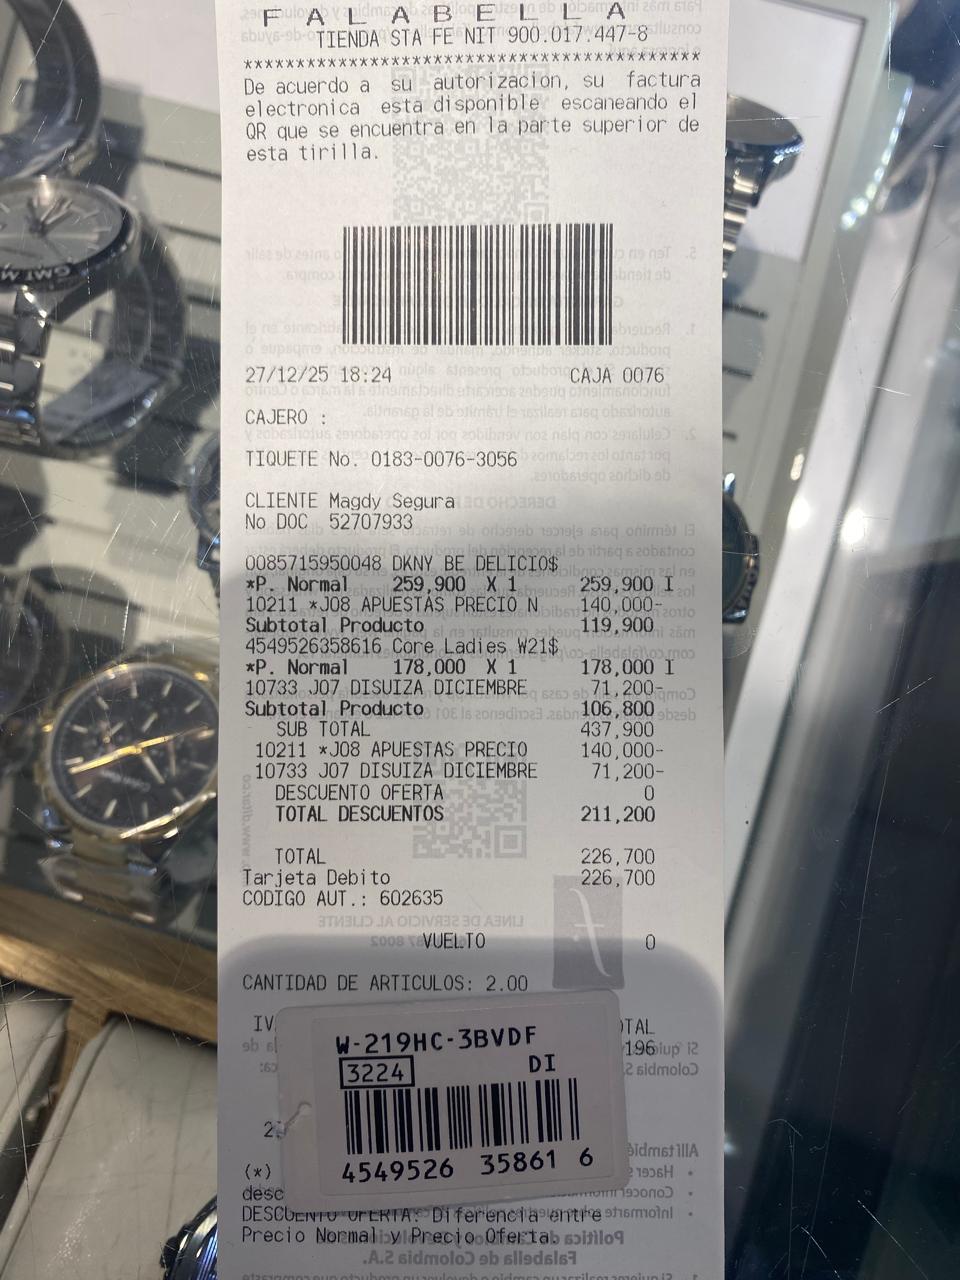 F A L A B E L L A
TIENDA STA FE NIT 900.017.447-8
********************************************
De acuerdo a su autorizacion, su factura
electronica esta disponible escaneando el
QR que se encuentra en la parte superior de
esta tirilla.
27/12/25 18:24 CAJA 0076
CAJERO :
TIQUETE No. 0183-0076-3056
CLIENTE Magdy Segura
No DOC 52707933
0085715950048 DKNY BE DELICIO$
*P. Normal 259,900 X 1 259,900 I
10211 *J08 APUESTAS PRECIO N 140,000-
Subtotal Producto 119,900
4549526358616 Core Ladies W21$
*P. Normal 178,000 X 1 178,000 I
10733 J07 DISUIZA DICIEMBRE 71,200-
Subtotal Producto 106,800
SUB TOTAL 437,900
10211 *J08 APUESTAS PRECIO 140,000-
10733 J07 DISUIZA DICIEMBRE 71,200-
DESCUENTO OFERTA 0
TOTAL DESCUENTOS 211,200
TOTAL 226,700
Tarjeta Debito 226,700
CODIGO AUT.: 602635
VUELTO 0
CANTIDAD DE ARTICULOS: 2.00
W-219HC-3BVDF
3224 DI
4549526 35861 6
(*)
DESCUENTO OFERTA: Diferencia entre
Precio Normal y Precio Oferta.